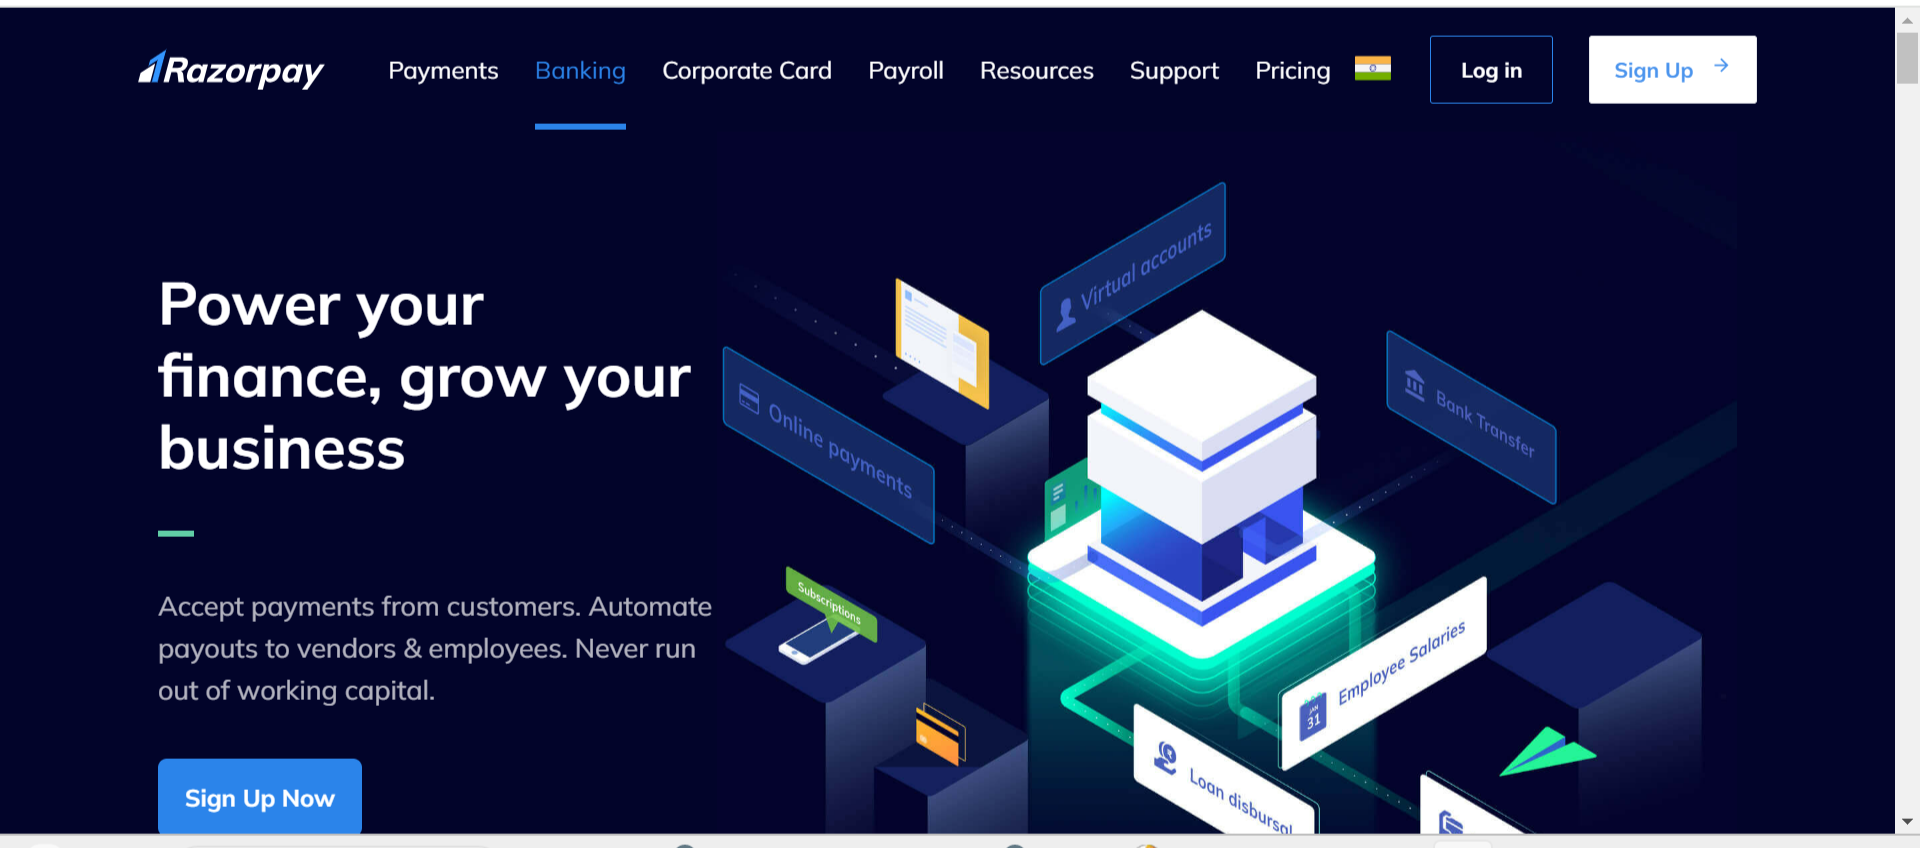 Razorpay Payments Banking Corporate Card Payroll Resources Support Pricing Log in Sign Up
Virtual accounts
Power your
finance, grow your
business
Online payments
Bank Transfer
Subscriptions
Accept payments from customers. Automate
payouts to vendors & employees. Never run
out of working capital.
Employee Salaries
JAN
31
Loan disbursal
Sign Up Now